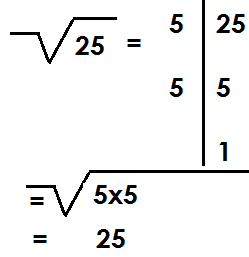 √25 = 5 | 25
5 | 5
1
= √5x5
= 25